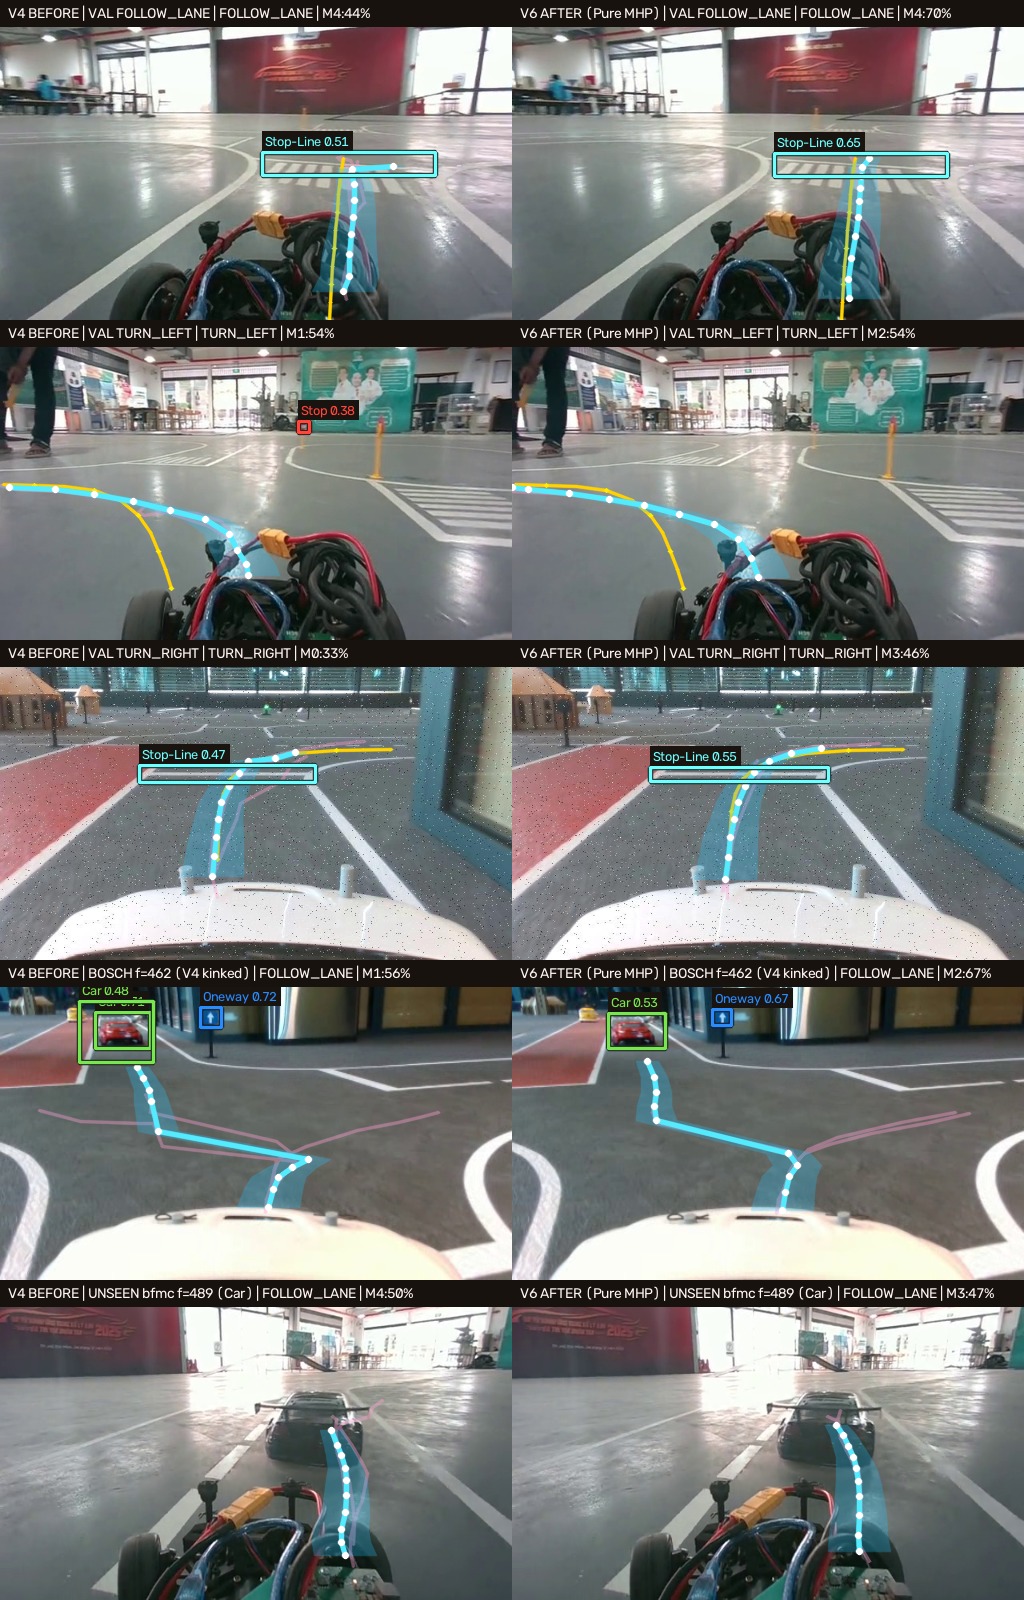 V4 BEFORE | VAL FOLLOW_LANE | FOLLOW_LANE | M4:44%
V6 AFTER (Pure MHP) | VAL FOLLOW_LANE | FOLLOW_LANE | M4:70%
Stop-Line 0.51
Stop-Line 0.65
V4 BEFORE | VAL TURN_LEFT | TURN_LEFT | M1:54%
V6 AFTER (Pure MHP) | VAL TURN_LEFT | TURN_LEFT | M2:54%
Stop 0.38
V4 BEFORE | VAL TURN_RIGHT | TURN_RIGHT | M0:33%
V6 AFTER (Pure MHP) | VAL TURN_RIGHT | TURN_RIGHT | M3:46%
Stop-Line 0.47
Stop-Line 0.55
V4 BEFORE | BOSCH f=462 (V4 kinked) | FOLLOW_LANE | M1:56%
V6 AFTER (Pure MHP) | BOSCH f=462 (V4 kinked) | FOLLOW_LANE | M2:67%
Car 0.48
Oneway 0.72
Car 0.53
Oneway 0.67
V4 BEFORE | UNSEEN bfmc f=489 (Car) | FOLLOW_LANE | M4:50%
V6 AFTER (Pure MHP) | UNSEEN bfmc f=489 (Car) | FOLLOW_LANE | M3:47%